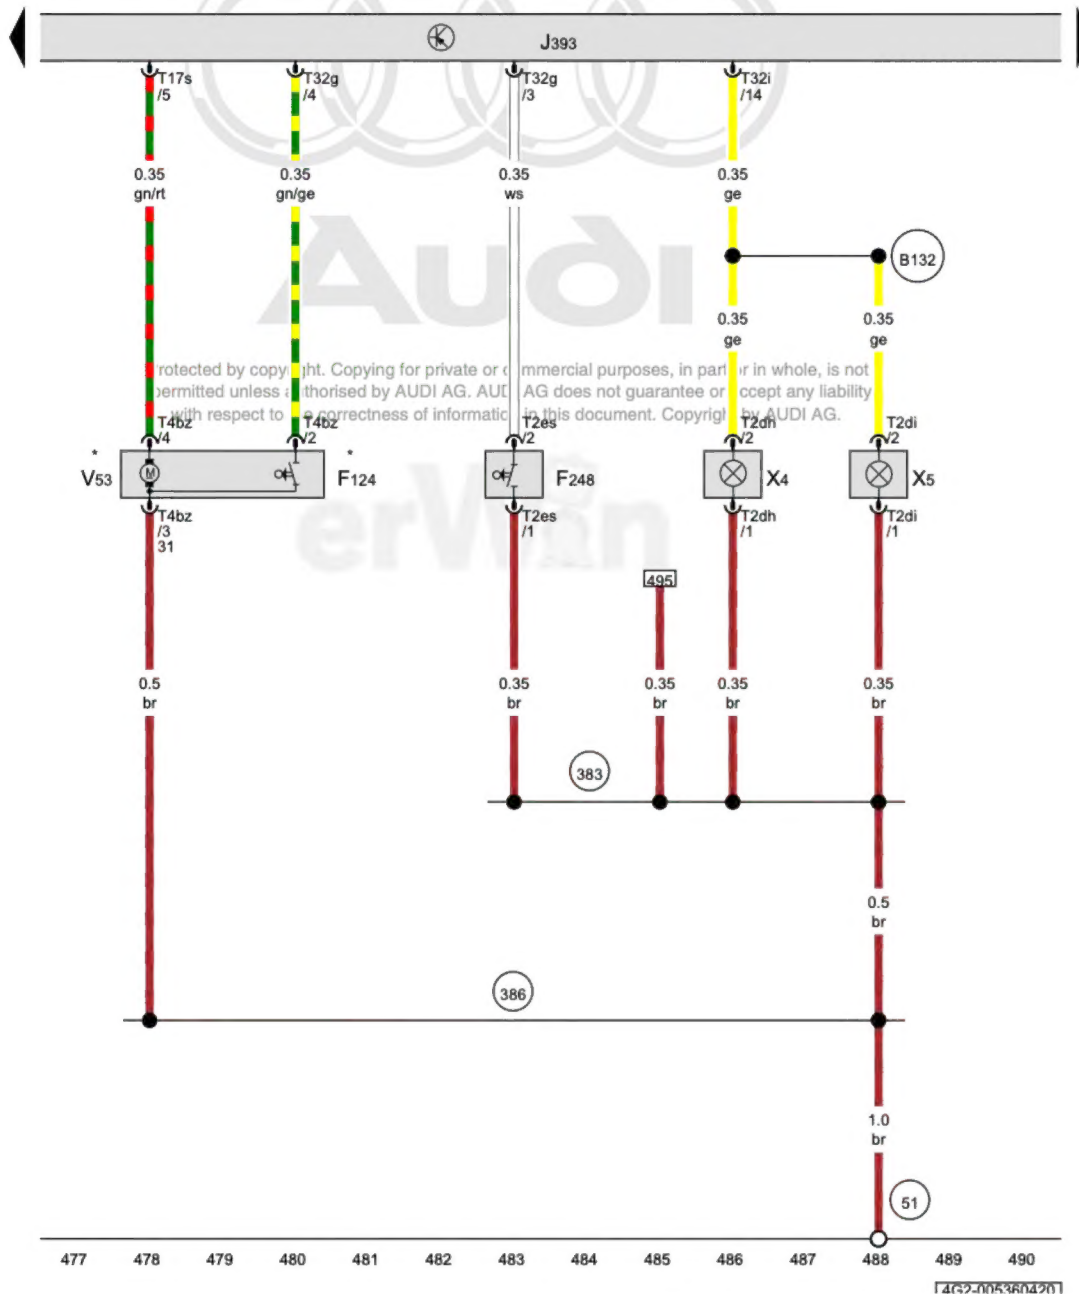 J393
T17s
/5
T32g
/4
T32g
/3
T32i
/14
0.35
gn/rt
0.35
gn/ge
0.35
ws
0.35
ge
B132
Audi
0.35
ge
0.35
ge
Protected by copyright. Copying for private or commercial purposes, in part or in whole, is not
permitted unless authorised by AUDI AG. AUDI AG does not guarantee or accept any liability
with respect to the correctness of information in this document. Copyright by AUDI AG.
T4bz
/4
T4bz
/2
T2es
/2
T2dh
/2
T2di
/2
V53
*
M
*
F124
F248
X4
X5
T4bz
/3
31
T2es
/1
T2dh
/1
T2di
/1
erWin
495
0.5
br
0.35
br
0.35
br
0.35
br
0.35
br
383
0.5
br
386
1.0
br
51
477 478 479 480 481 482 483 484 485 486 487 488 489 490
4G2-005360420